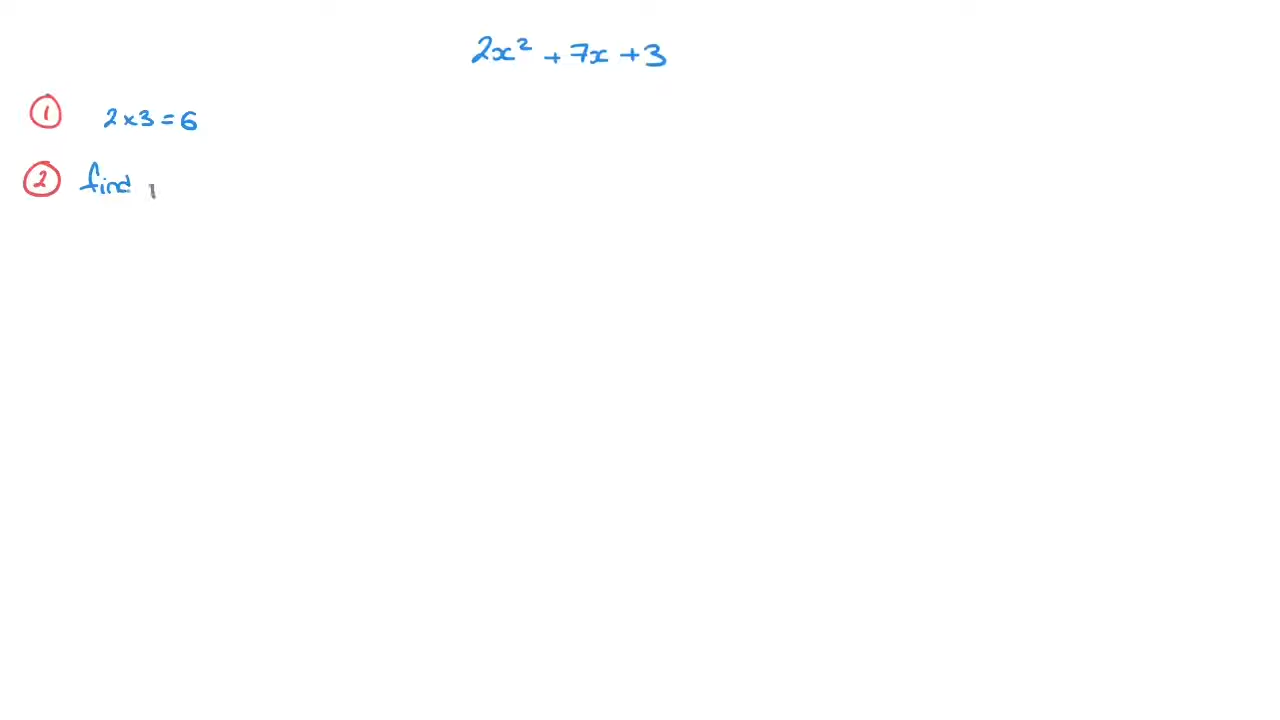 2x² + 7x + 3
① 2 × 3 = 6
② find